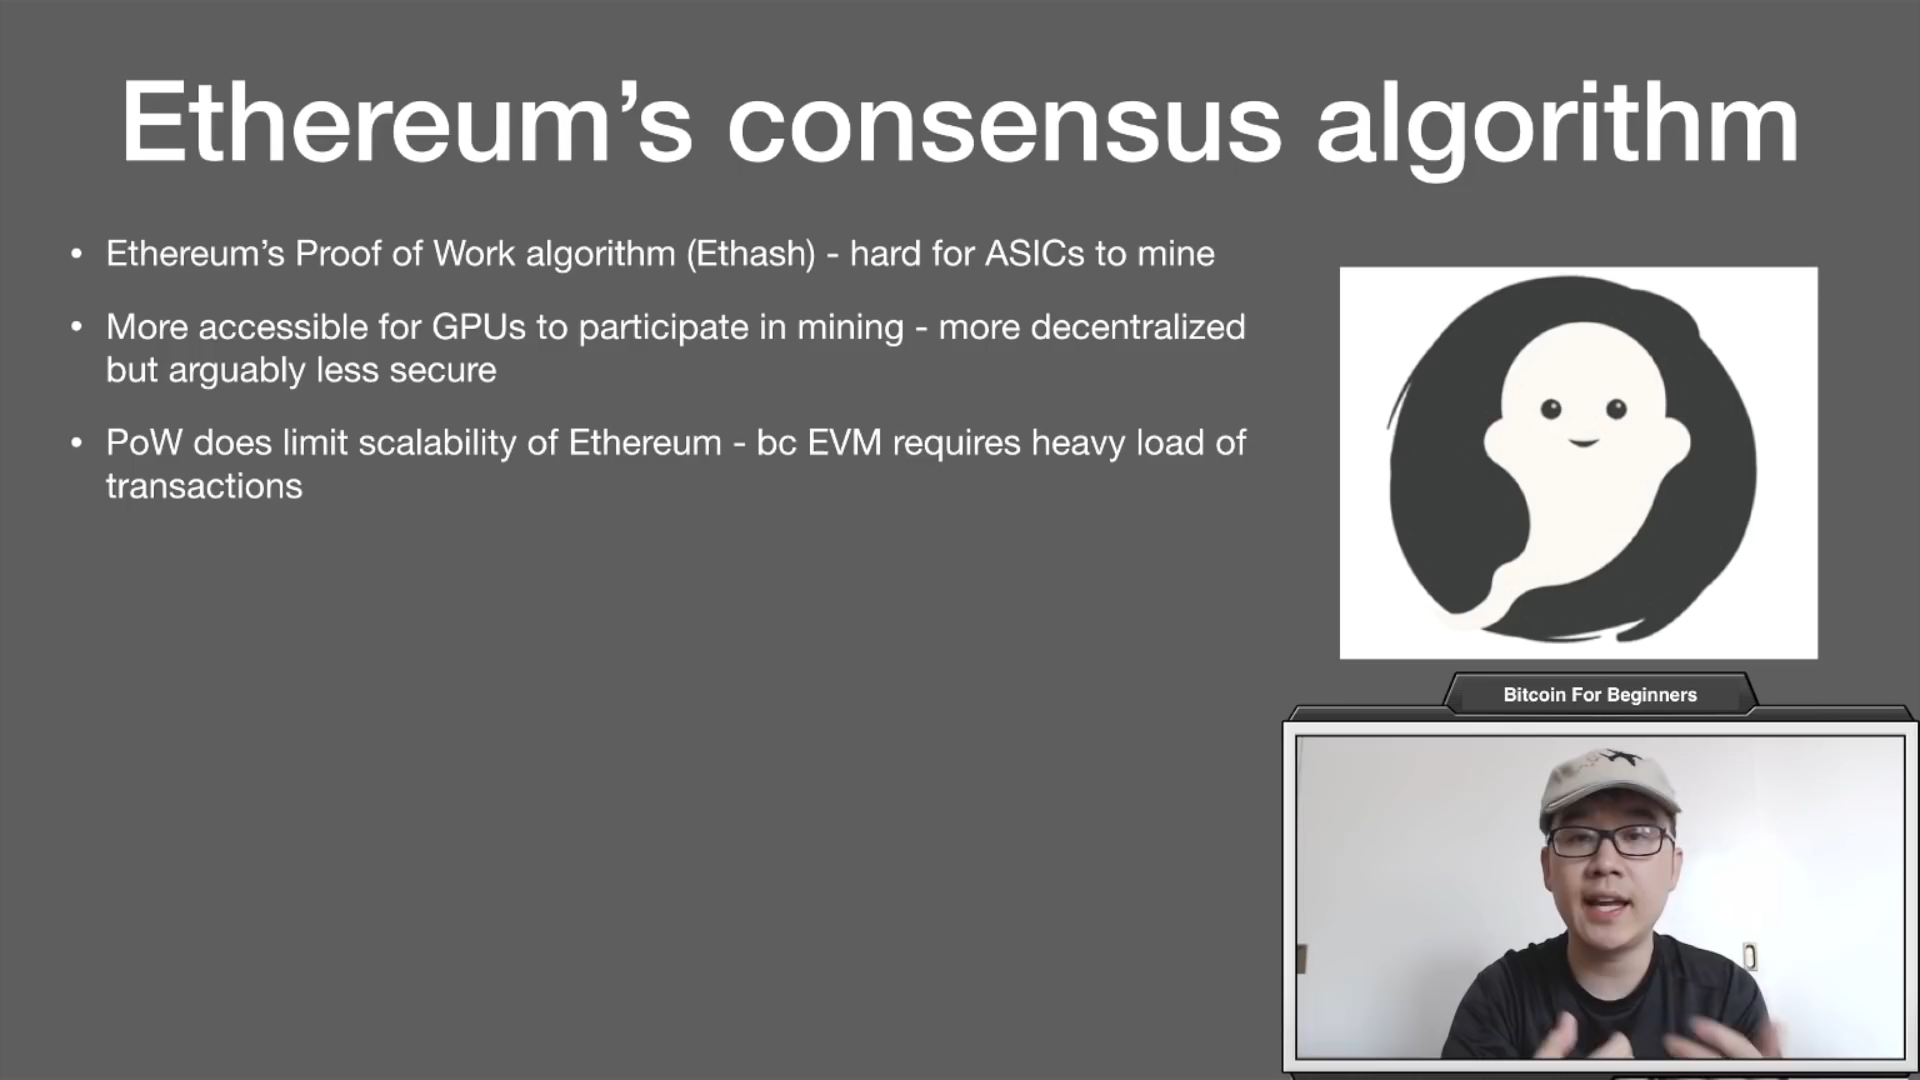 Ethereum’s consensus algorithm
• Ethereum’s Proof of Work algorithm (Ethash) - hard for ASICs to mine
• More accessible for GPUs to participate in mining - more decentralized
but arguably less secure
• PoW does limit scalability of Ethereum - bc EVM requires heavy load of
transactions
Bitcoin For Beginners